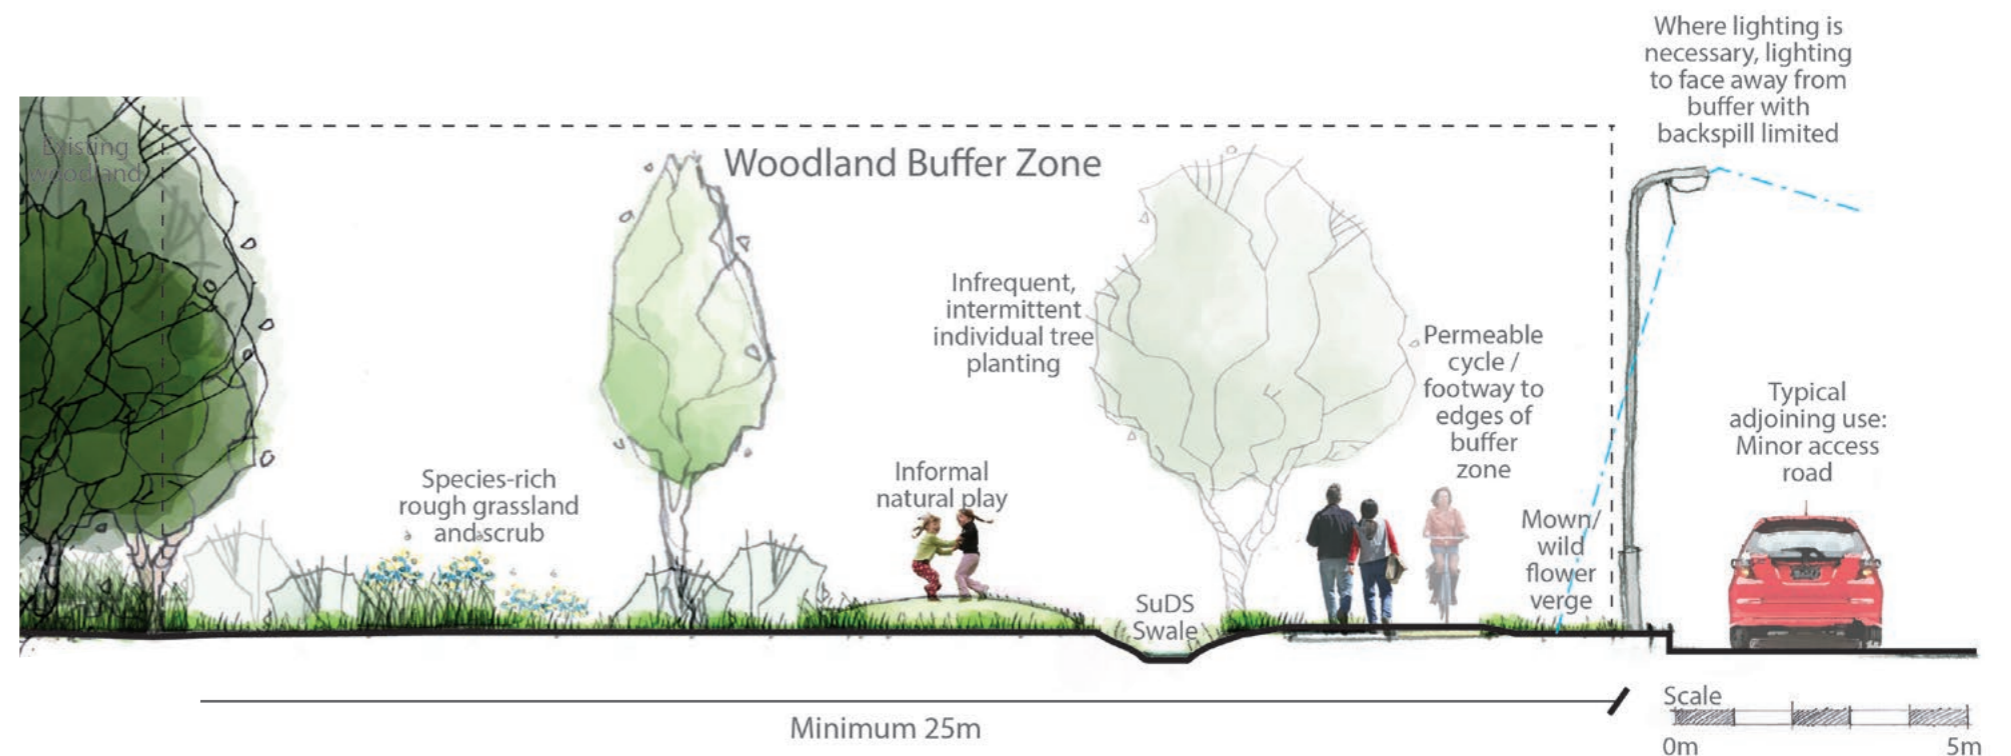 Where lighting is
necessary, lighting
to face away from
buffer with
backspill limited
Existing
woodland
Woodland Buffer Zone
Infrequent,
intermittent
individual tree
planting
Permeable
cycle /
footway to
edges of
buffer
zone
Typical
adjoining use:
Minor access
road
Species-rich
rough grassland
and scrub
Informal
natural play
Mown/
wild
flower
verge
SuDS
Swale
Minimum 25m
Scale
0m
5m